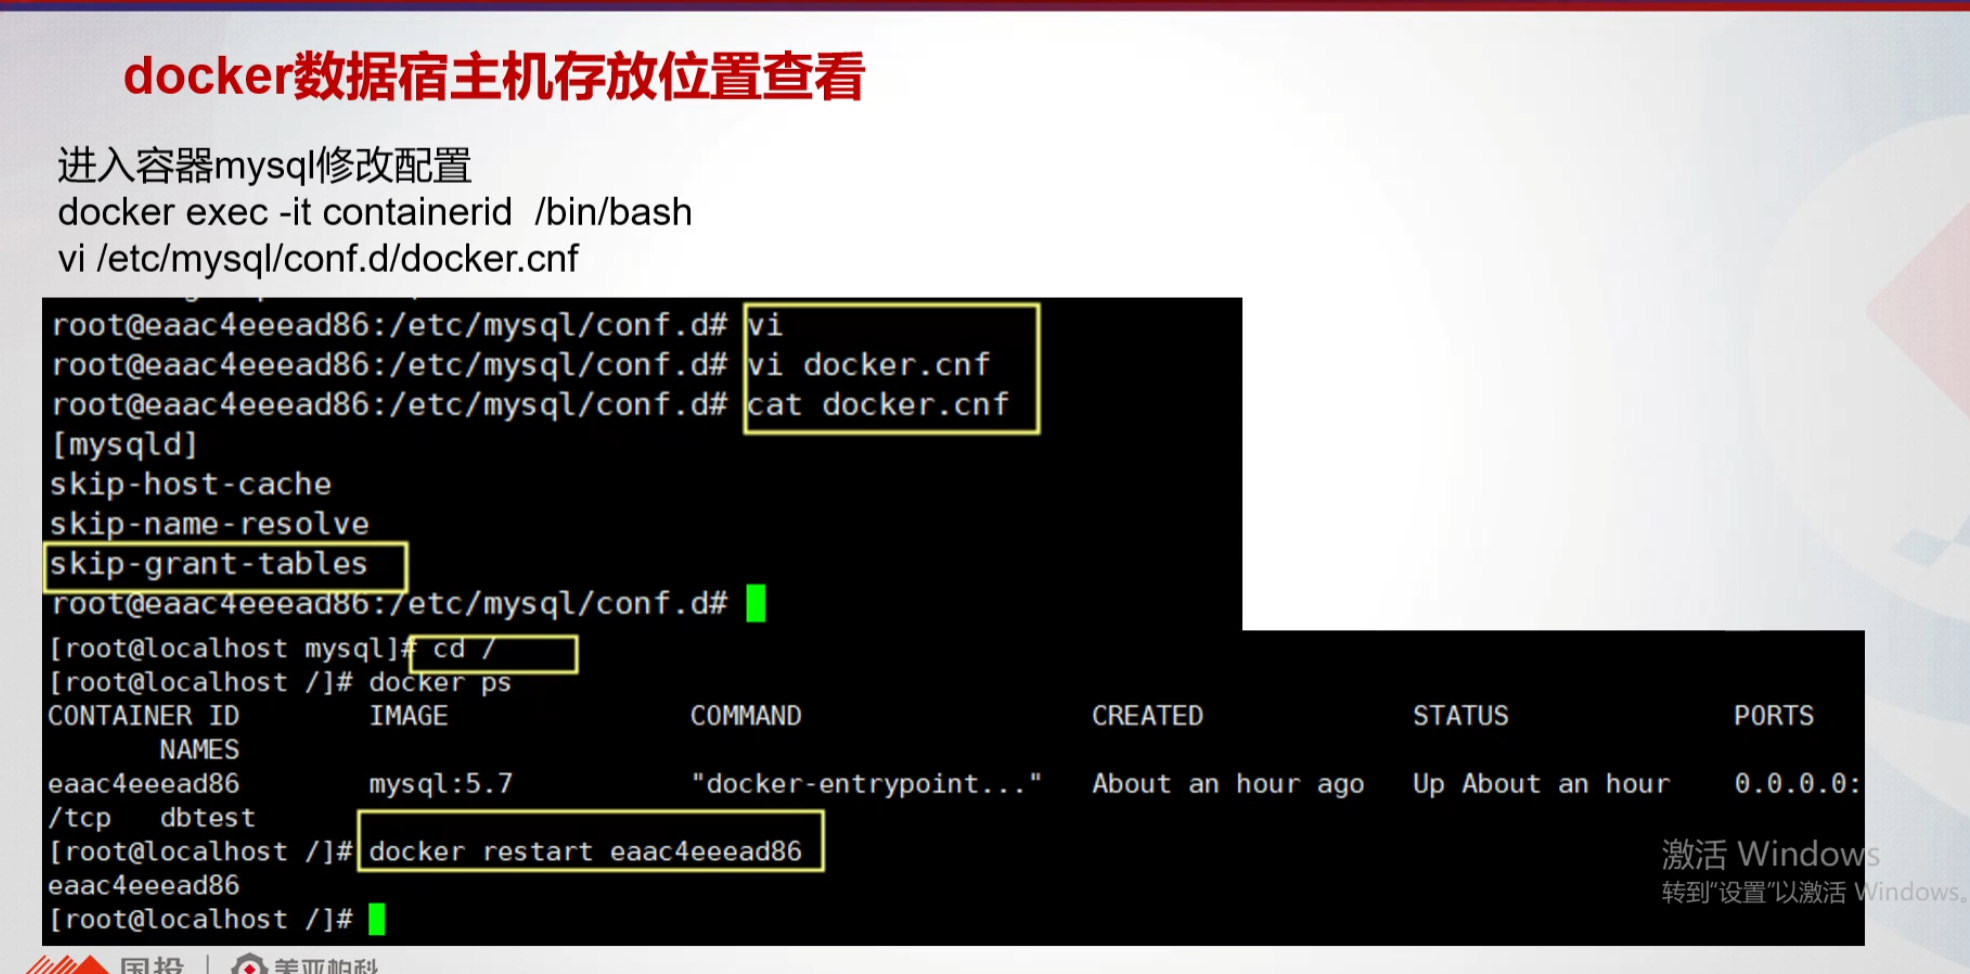 docker数据宿主机存放位置查看
进入容器mysql修改配置
docker exec -it containerid  /bin/bash
vi /etc/mysql/conf.d/docker.cnf
root@eaac4eeead86:/etc/mysql/conf.d# vi
root@eaac4eeead86:/etc/mysql/conf.d# vi docker.cnf
root@eaac4eeead86:/etc/mysql/conf.d# cat docker.cnf
[mysqld]
skip-host-cache
skip-name-resolve
skip-grant-tables
root@eaac4eeead86:/etc/mysql/conf.d#
[root@localhost mysql]# cd /
[root@localhost /]# docker ps
CONTAINER ID        IMAGE               COMMAND                  CREATED             STATUS              PORTS
       NAMES
eaac4eeead86        mysql:5.7           "docker-entrypoint..."   About an hour ago   Up About an hour    0.0.0.0:
/tcp   dbtest
[root@localhost /]# docker restart eaac4eeead86
eaac4eeead86
[root@localhost /]#
激活 Windows
转到“设置”以激活 Windows。
国投 | 美亚柏科